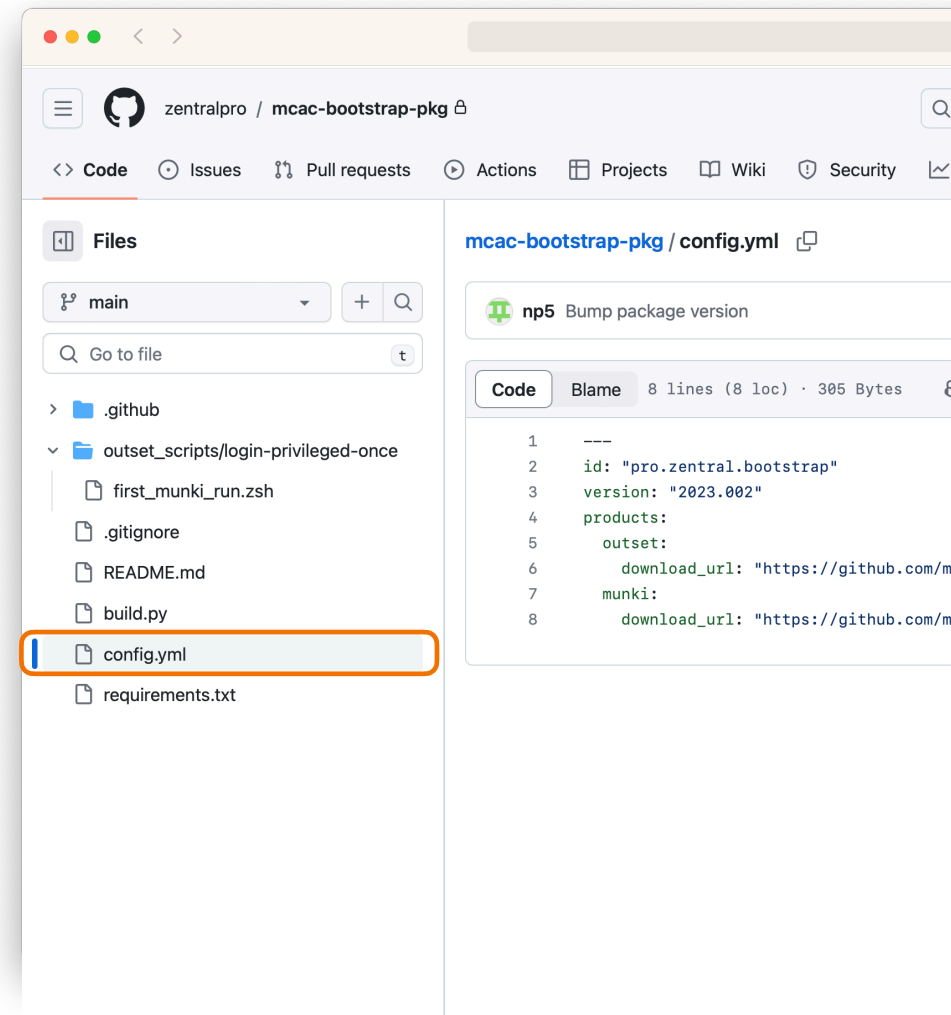 zentralpro / mcac-bootstrap-pkg
Code Issues Pull requests Actions Projects Wiki Security
Files
main
Go to file t
.github
outset_scripts/login-privileged-once
first_munki_run.zsh
.gitignore
README.md
build.py
config.yml
requirements.txt
mcac-bootstrap-pkg / config.yml
np5 Bump package version
Code Blame 8 lines (8 loc) · 305 Bytes
1 ---
2 id: "pro.zentral.bootstrap"
3 version: "2023.002"
4 products:
5 outset:
6 download_url: "https://github.com/m
7 munki:
8 download_url: "https://github.com/m